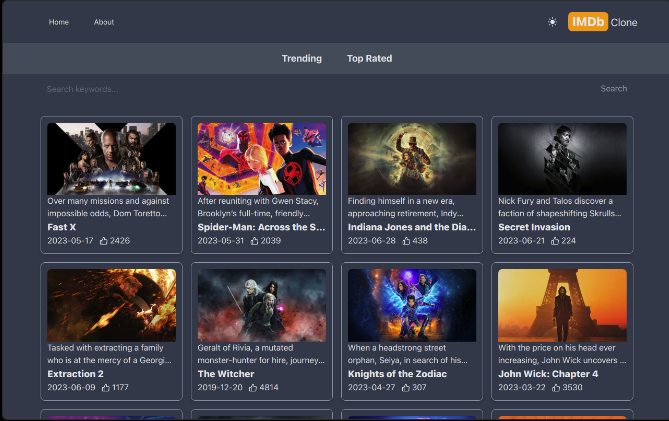 Home
About
IMDb Clone
Trending
Top Rated
Search keywords...
Search
Over many missions and against
impossible odds, Dom Toretto...
Fast X
2023-05-17 2426
After reuniting with Gwen Stacy,
Brooklyn's full-time, friendly...
Spider-Man: Across the S...
2023-05-31 2039
Finding himself in a new era,
approaching retirement, Indy...
Indiana Jones and the Dia...
2023-06-28 438
Nick Fury and Talos discover a
faction of shapeshifting Skrulls...
Secret Invasion
2023-06-21 224
Tasked with extracting a family
who is at the mercy of a Georgi...
Extraction 2
2023-06-09 1177
Geralt of Rivia, a mutated
monster-hunter for hire, journey...
The Witcher
2019-12-20 4814
When a headstrong street
orphan, Seiya, in search of his...
Knights of the Zodiac
2023-04-27 307
With the price on his head ever
increasing, John Wick uncovers ...
John Wick: Chapter 4
2023-03-22 3530